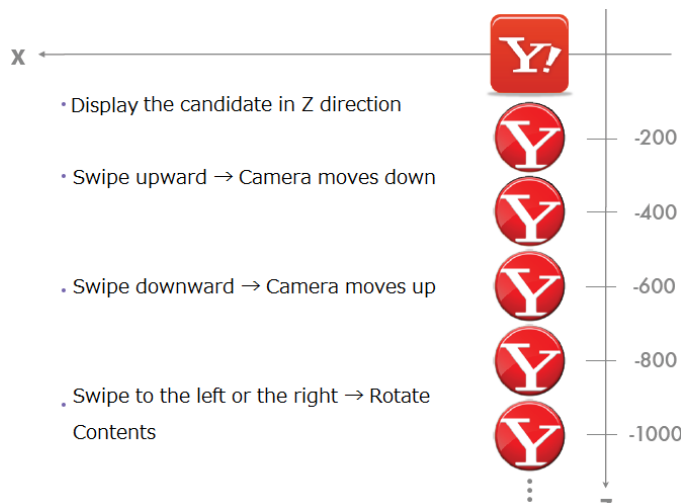 Y!
X
• Display the candidate in Z direction
Y
-200
• Swipe upward → Camera moves down
Y
-400
• Swipe downward → Camera moves up
Y
-600
Y
-800
• Swipe to the left or the right → Rotate
Contents
Y
-1000